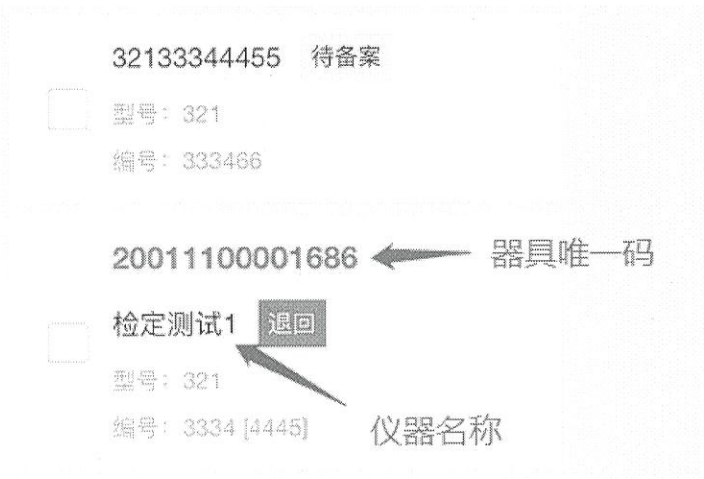 32133344455 待备案
型号：321
编号：333466
20011100001686 器具唯一码
检定测试1 退回
型号：321
编号：3334 [4445]
仪器名称